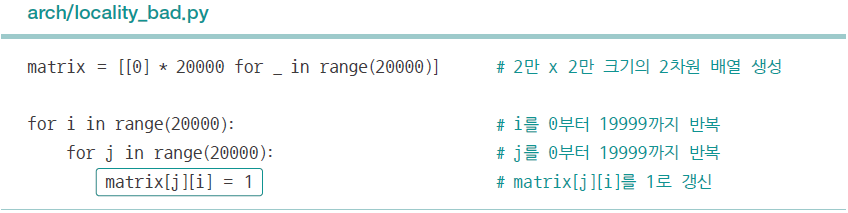 arch/locality_bad.py
matrix = [[0] * 20000 for _ in range(20000)] # 2만 x 2만 크기의 2차원 배열 생성
for i in range(20000): # i를 0부터 19999까지 반복
    for j in range(20000): # j를 0부터 19999까지 반복
        matrix[j][i] = 1 # matrix[j][i]를 1로 갱신